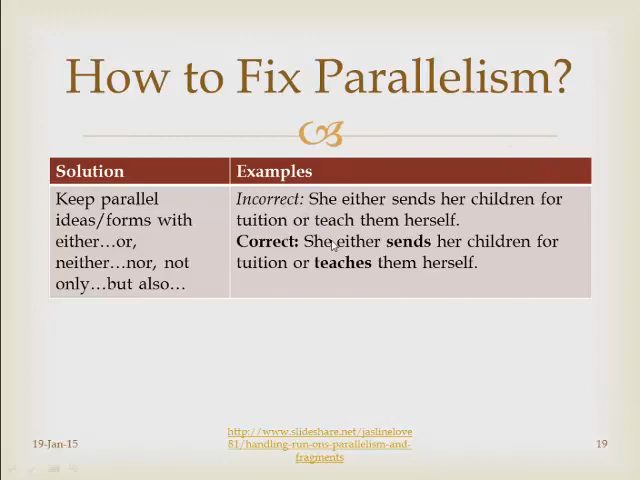 How to Fix Parallelism?
Solution
Examples
Keep parallel
ideas/forms with
either…or,
neither…nor, not
only…but also…
Incorrect: She either sends her children for
tuition or teach them herself.
Correct: She either sends her children for
tuition or teaches them herself.
19-Jan-15
http://www.slideshare.net/jaslinelove
81/handling-run-ons-parallelism-and-
fragments
19